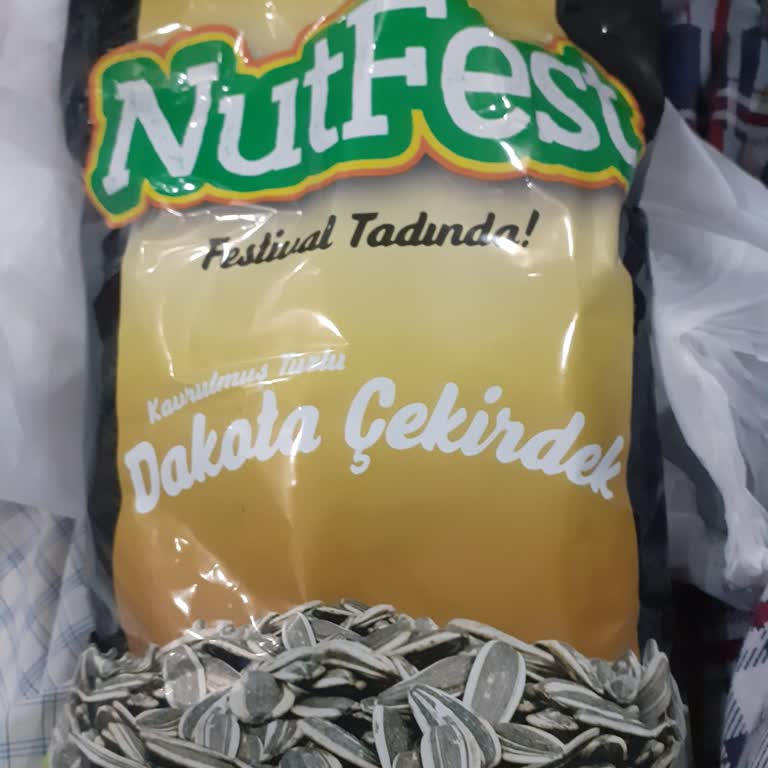 NutFest
Festival Tadında!
Kavrulmuş Tuzlu
Dakota Çekirdek